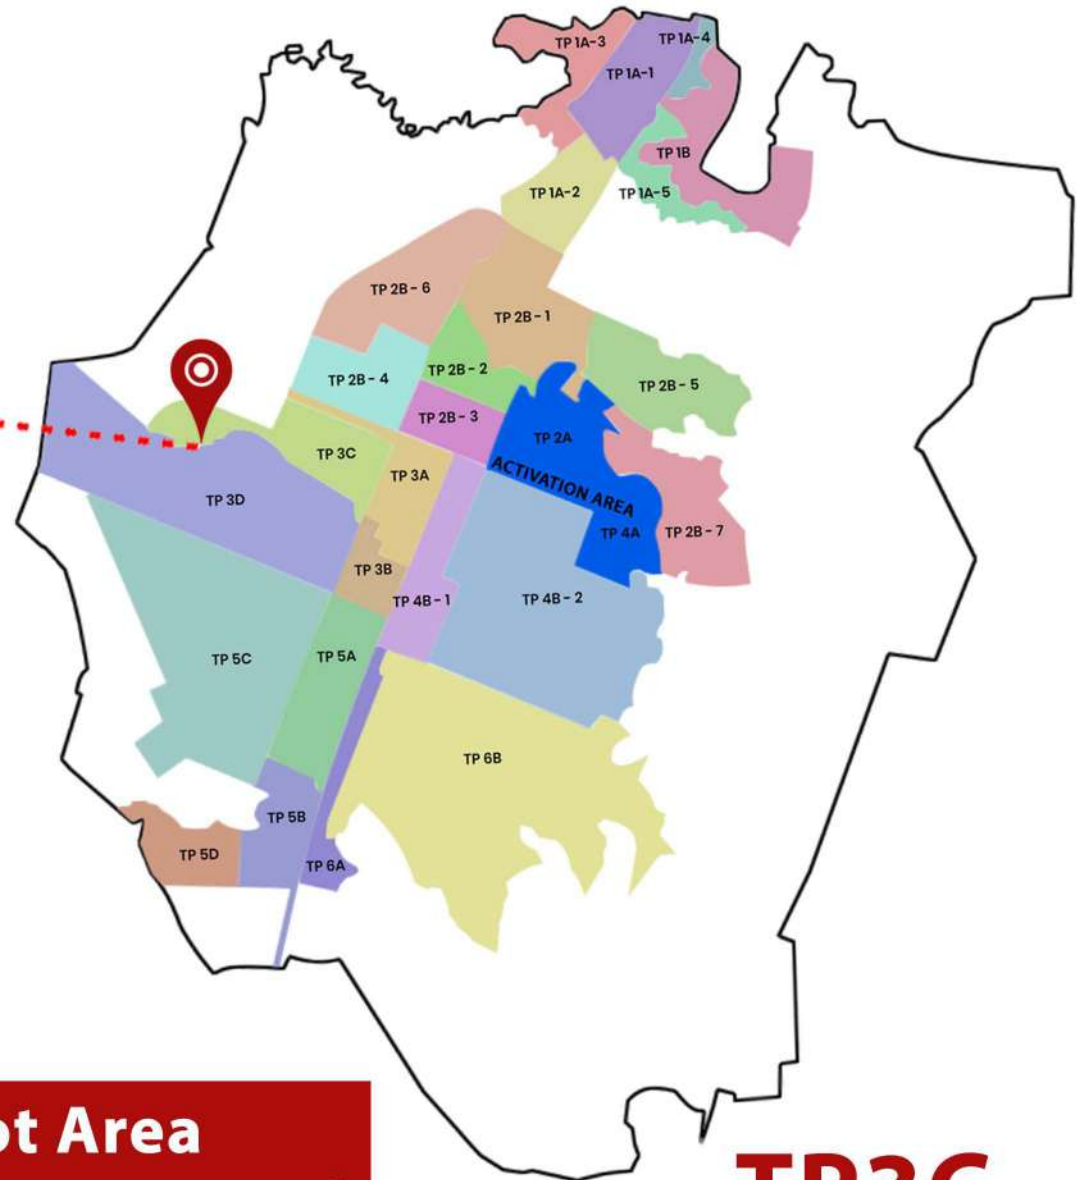 TP 1A-3
TP 1A-4
TP 1A-1
TP 1B
TP 1A-2
TP 1A-5
TP 2B - 6
TP 2B - 1
TP 2B - 2
TP 2B - 4
TP 2B - 5
TP 2B - 3
TP 2A
TP 3C
TP 3A
ACTIVATION AREA
TP 3D
TP 4A
TP 2B - 7
TP 3B
TP 4B - 1
TP 4B - 2
TP 5C
TP 5A
TP 6B
TP 5B
TP 5D
TP 6A
ot Area